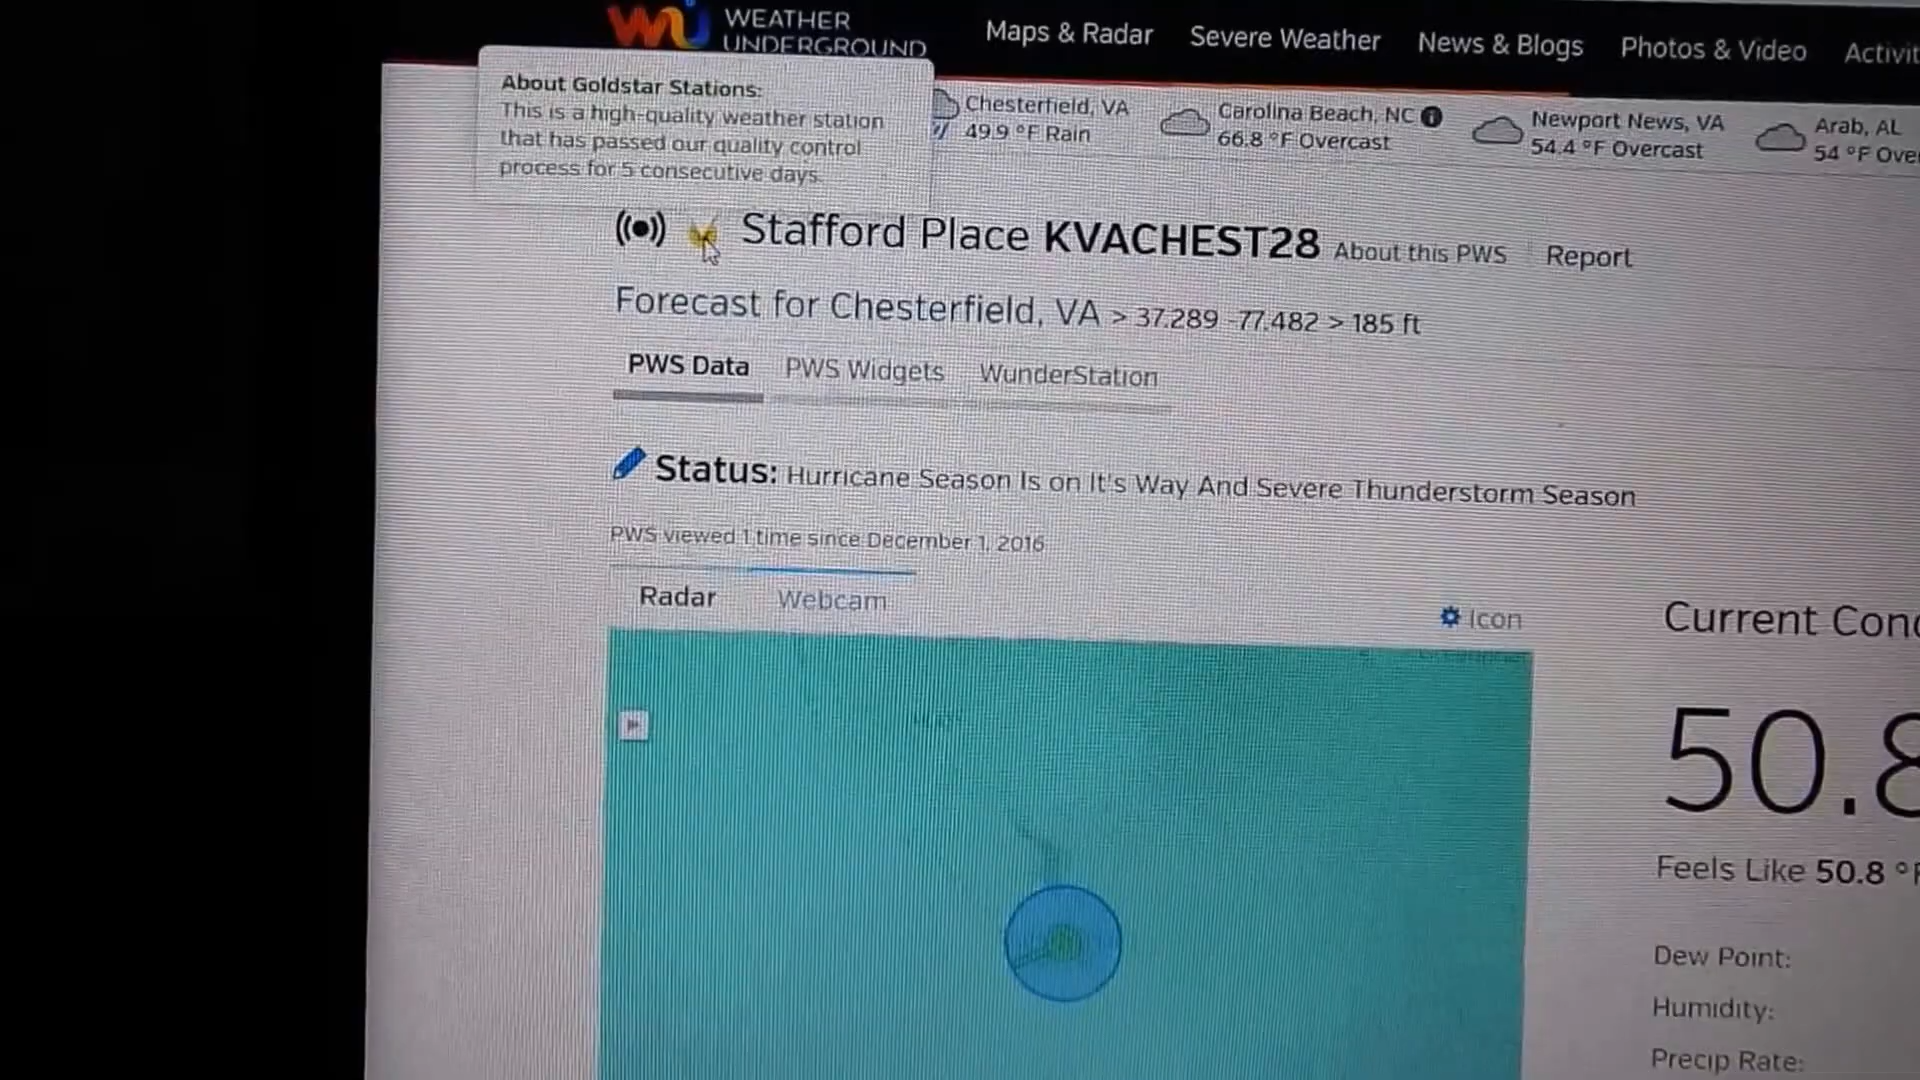 WEATHER
UNDERGROUND
Maps & Radar Severe Weather News & Blogs Photos & Video
About Goldstar Stations:
This is a high-quality weather station
that has passed our quality control
process for 5 consecutive days.
Chesterfield, VA
49.9 °F Rain
Carolina Beach, NC
66.8 °F Overcast
Newport News, VA
54.4 °F Overcast
Arab, AL
54 °F
Stafford Place KVACHEST28 About this PWS Report
Forecast for Chesterfield, VA > 37.289 -77.482 > 185 ft
PWS Data PWS Widgets WunderStation
Status: Hurricane Season Is on It's Way And Severe Thunderstorm Season
PWS viewed 1 time since December 1, 2016
Radar Webcam
Icon
Current
50.8
Feels Like 50.8 °F
Dew Point:
Humidity:
Precip Rate: